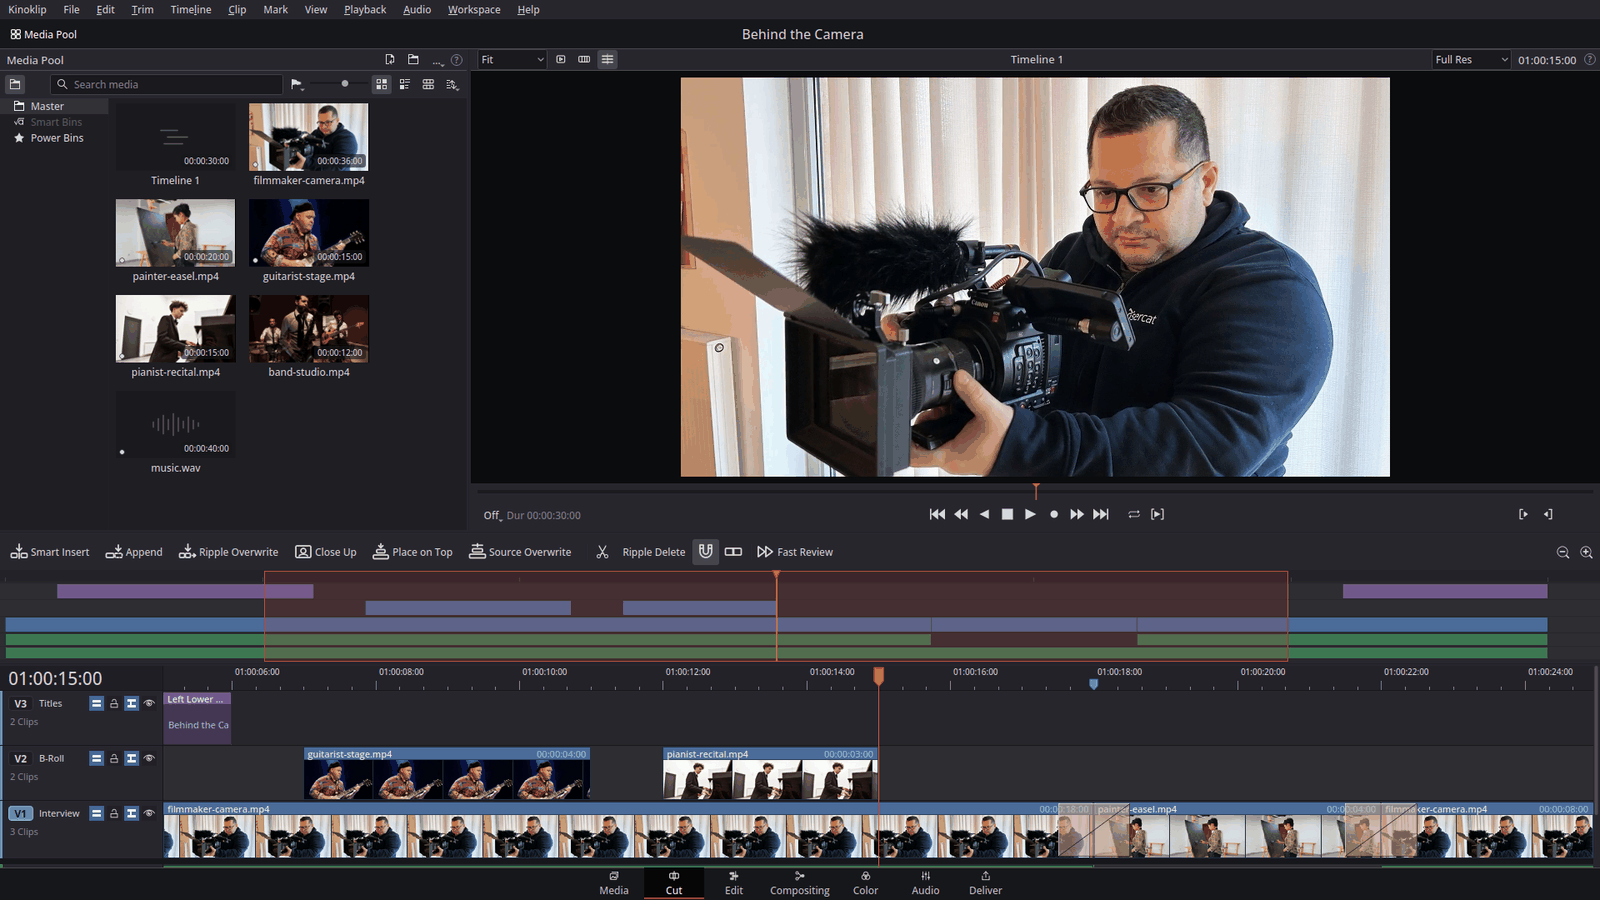 Kinoklip File Edit Trim Timeline Clip Mark View Playback Audio Workspace Help
Media Pool Behind the Camera
Media Pool ... Fit Timeline 1 Full Res 01:00:15:00
Search media
Master
Smart Bins
Power Bins
00:00:30:00 00:00:36:00
Timeline 1 filmmaker-camera.mp4
00:00:20:00 00:00:15:00
painter-easel.mp4 guitarist-stage.mp4
00:00:15:00 00:00:12:00
pianist-recital.mp4 band-studio.mp4
00:00:40:00
music.wav
Canon
Off Dur 00:00:30:00
Smart Insert Append Ripple Overwrite Close Up Place on Top Source Overwrite Ripple Delete Fast Review
01:00:15:00 01:00:06:00 01:00:08:00 01:00:10:00 01:00:12:00 01:00:14:00 01:00:16:00 01:00:18:00 01:00:20:00 01:00:22:00 01:00:24:00
V3 Titles Left Lower ...
2 Clips Behind the Ca
V2 B-Roll guitarist-stage.mp4 00:00:04:00 pianist-recital.mp4 00:00:03:00
2 Clips
V1 Interview filmmaker-camera.mp4 00:00:18:00 painter-easel.mp4 00:00:04:00 filmmaker-camera.mp4 00:00:08:00
3 Clips
Media Cut Edit Compositing Color Audio Deliver